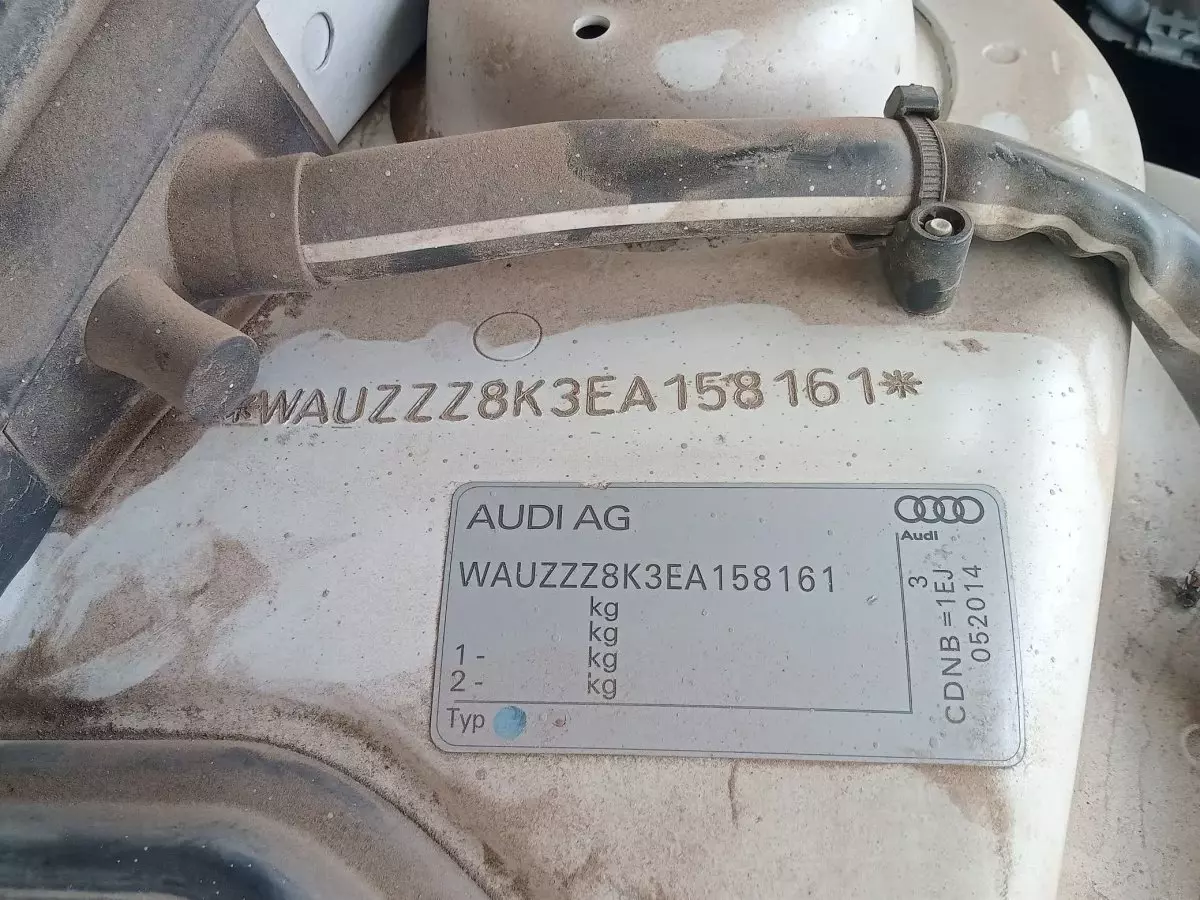 *WAUZZZ8K3EA158161*
AUDI AG
Audi
WAUZZZ8K3EA158161
kg
kg
1 - kg
2 - kg
Typ
3
CDNB = 1EJ
052014